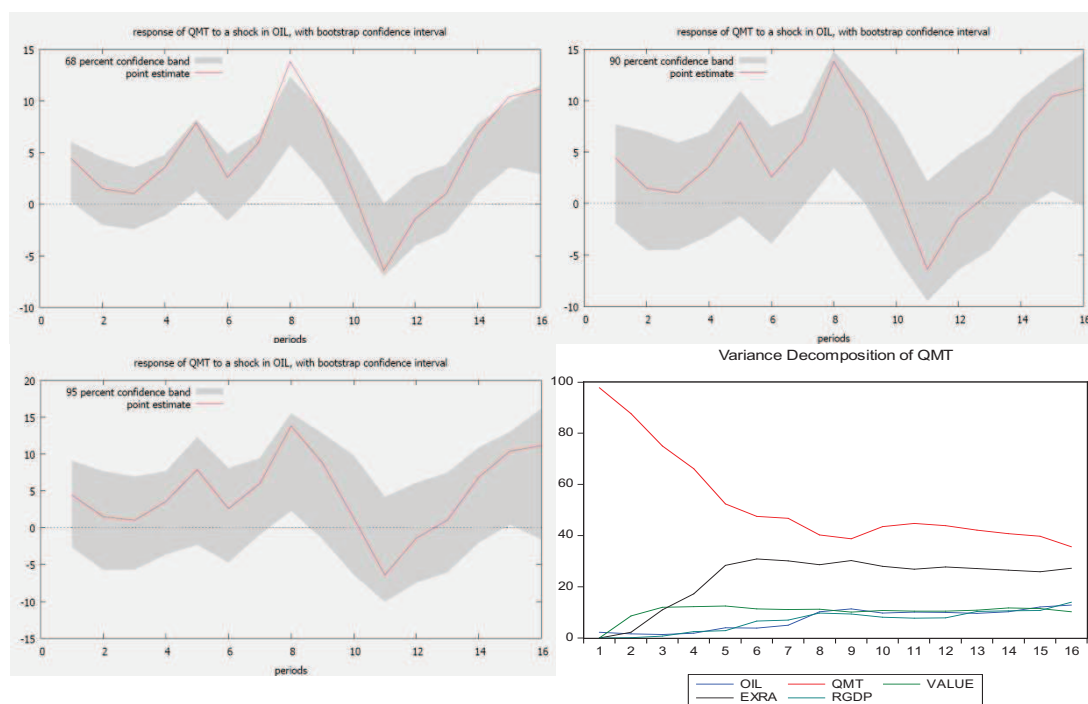 response of QMT to a shock in OIL, with bootstrap confidence interval
68 percent confidence band
point estimate
15
10
5
0
-5
-10
0 2 4 6 8 10 12 14 16
periods
response of QMT to a shock in OIL, with bootstrap confidence interval
90 percent confidence band
point estimate
15
10
5
0
-5
-10
0 2 4 6 8 10 12 14 16
periods
response of QMT to a shock in OIL, with bootstrap confidence interval
95 percent confidence band
point estimate
20
15
10
5
0
-5
-10
-15
0 2 4 6 8 10 12 14 16
periods
Variance Decomposition of QMT
100
80
60
40
20
0
1 2 3 4 5 6 7 8 9 10 11 12 13 14 15 16
OIL QMT VALUE
EXRA RGDP